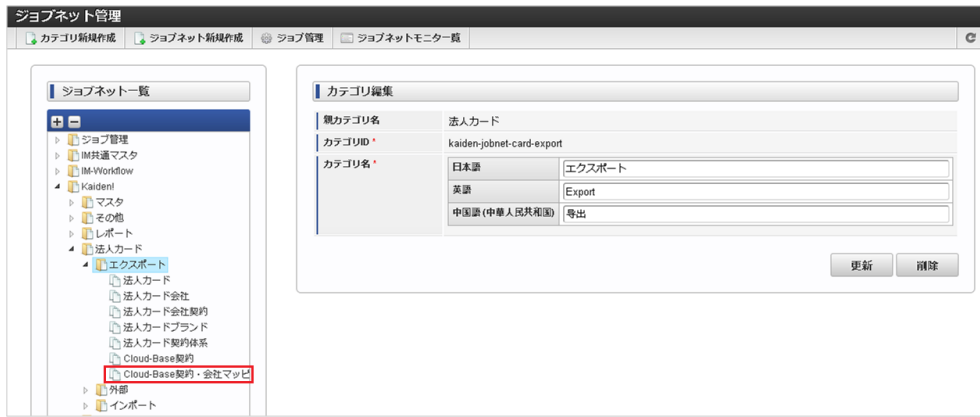 ジョブネット管理
カテゴリ新規作成 ジョブネット新規作成 ジョブ管理 ジョブネットモニター覧
ジョブネット一覧
ジョブ管理
IM共通マスタ
IM-Workflow
Kaiden!
マスタ
その他
レポート
法人カード
エクスポート
法人カード
法人カード会社
法人カード会社契約
法人カードブランド
法人カード契約体系
Cloud-Base契約
Cloud-Base契約・会社マッピ
外部
インポート
カテゴリ編集
親カテゴリ名 法人カード
カテゴリID * kaiden-jobnet-card-export
カテゴリ名 * 日本語 エクスポート
英語 Export
中国語 (中華人民共和国) 导出
更新 削除